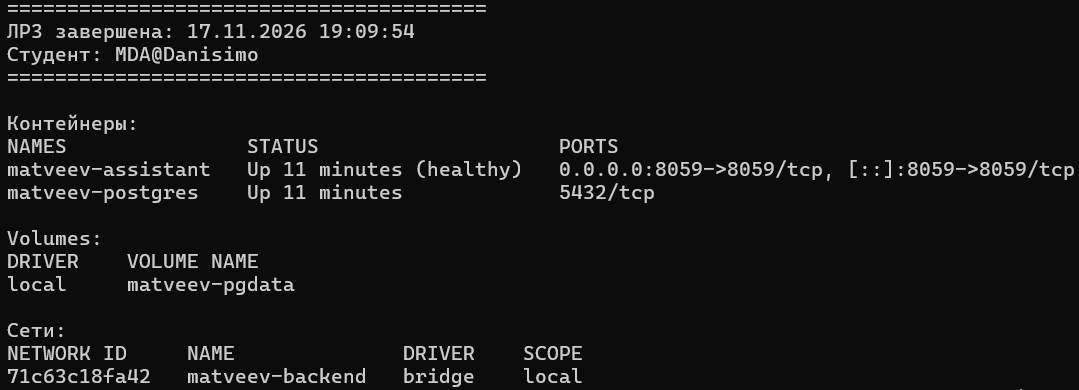 ========================================
ЛР3 завершена: 17.11.2026 19:09:54
Студент: MDA@Danisimo
========================================
Контейнеры:
NAMES               STATUS                    PORTS
matveev-assistant   Up 11 minutes (healthy)   0.0.0.0:8059->8059/tcp, [::]:8059->8059/tcp
matveev-postgres    Up 11 minutes             5432/tcp
Volumes:
DRIVER    VOLUME NAME
local     matveev-pgdata
Сети:
NETWORK ID     NAME              DRIVER    SCOPE
71c63c18fa42   matveev-backend   bridge    local